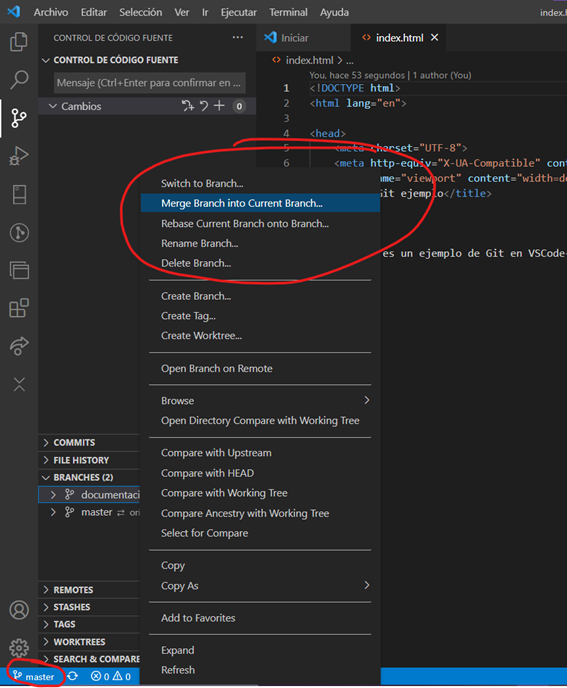 Archivo Editar Selección Ver Ir Ejecutar Terminal Ayuda index.html
CONTROL DE CÓDIGO FUENTE ...
CONTROL DE CÓDIGO FUENTE
Mensaje (Ctrl+Enter para confirmar en ...
Cambios 0
Iniciar
index.html
index.html > ...
You, hace 53 segundos | 1 author (You)
1 <!DOCTYPE html>
2 <html lang="en">
3
4 <head>
5 <meta charset="UTF-8">
6 <meta http-equiv="X-UA-Compatible" cont
ame="viewport" content="width=de
Git ejemplo</title>
es un ejemplo de Git en VSCode
Switch to Branch...
Merge Branch into Current Branch...
Rebase Current Branch onto Branch...
Rename Branch...
Delete Branch...
Create Branch...
Create Tag...
Create Worktree...
Open Branch on Remote
Browse
Open Directory Compare with Working Tree
Compare with Upstream
Compare with HEAD
Compare with Working Tree
Compare Ancestry with Working Tree
Select for Compare
Copy
Copy As
Add to Favorites
Expand
Refresh
COMMITS
FILE HISTORY
BRANCHES (2)
documentaci
master ori
REMOTES
STASHES
TAGS
WORKTREES
SEARCH & COMPARE
master 0 0